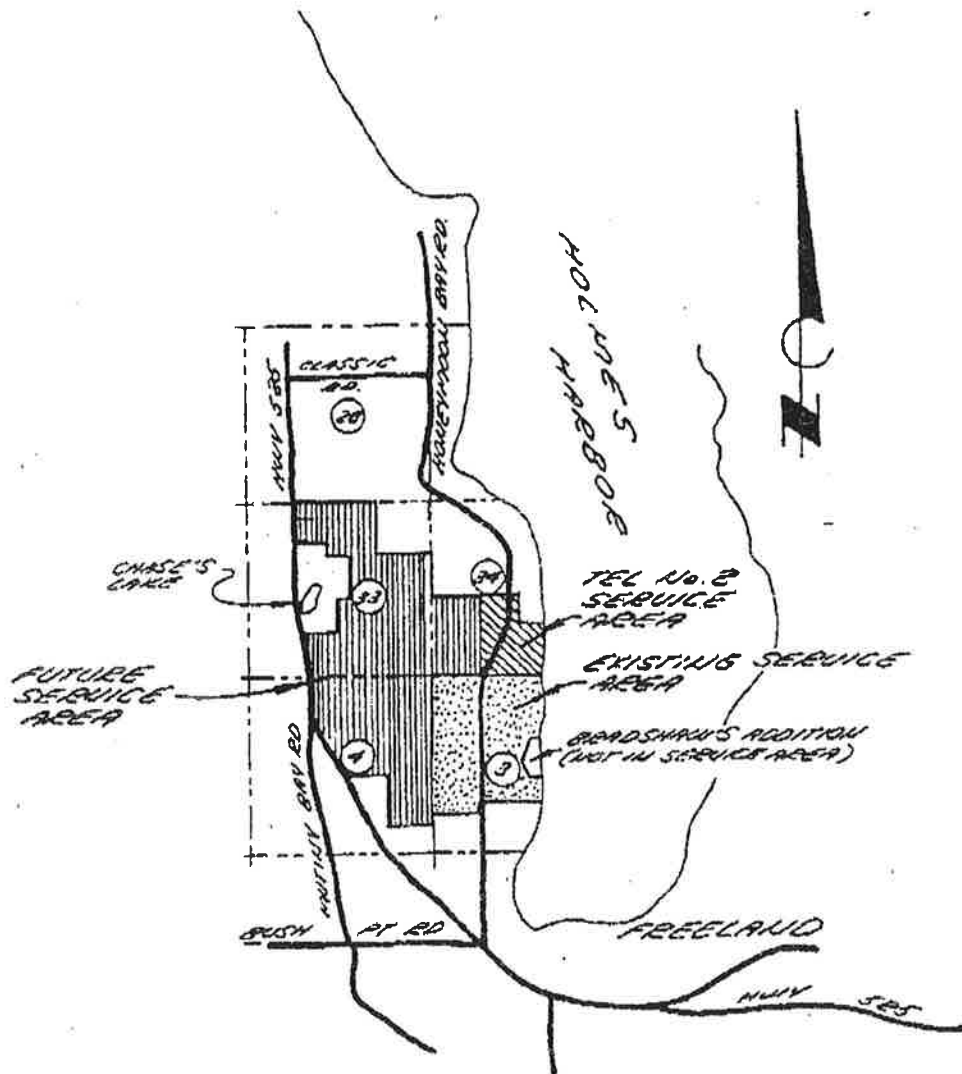 HOLMES
HARBOR
N
HONEYMOON BAY RD.
HWY 525
CLASSIC
RD.
28
CHASE'S
LAKE
33
34
TEL No. 2
SERVICE
AREA
EXISTING SERVICE
AREA
FUTURE
SERVICE
AREA
BRADSHAW'S ADDITION
(NOT IN SERVICE AREA)
4
3
MUTINY BAY RD
BUSH PT RD
FREELAND
HWY 525